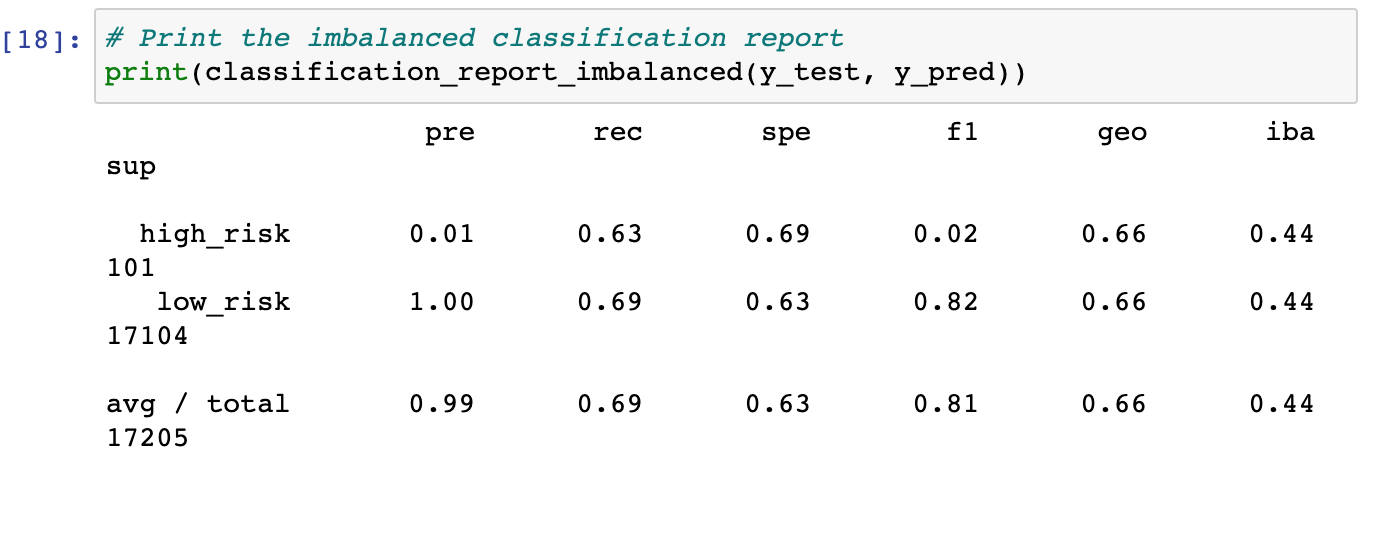 [18]: # Print the imbalanced classification report
print(classification_report_imbalanced(y_test, y_pred))
pre rec spe f1 geo iba
sup
high_risk 0.01 0.63 0.69 0.02 0.66 0.44
101
low_risk 1.00 0.69 0.63 0.82 0.66 0.44
17104
avg / total 0.99 0.69 0.63 0.81 0.66 0.44
17205